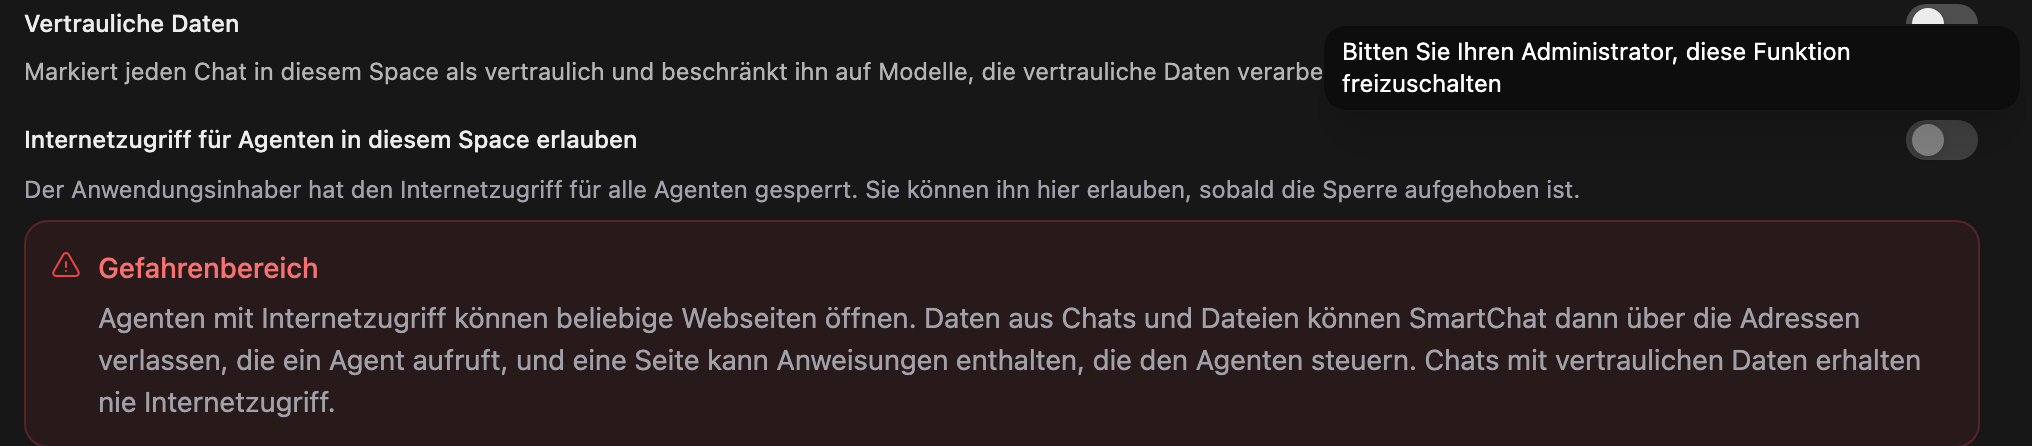 Vertrauliche Daten
Bitten Sie Ihren Administrator, diese Funktion
freizuschalten
Markiert jeden Chat in diesem Space als vertraulich und beschränkt ihn auf Modelle, die vertrauliche Daten verarbe
Internetzugriff für Agenten in diesem Space erlauben
Der Anwendungsinhaber hat den Internetzugriff für alle Agenten gesperrt. Sie können ihn hier erlauben, sobald die Sperre aufgehoben ist.
Gefahrenbereich
Agenten mit Internetzugriff können beliebige Webseiten öffnen. Daten aus Chats und Dateien können SmartChat dann über die Adressen
verlassen, die ein Agent aufruft, und eine Seite kann Anweisungen enthalten, die den Agenten steuern. Chats mit vertraulichen Daten erhalten
nie Internetzugriff.